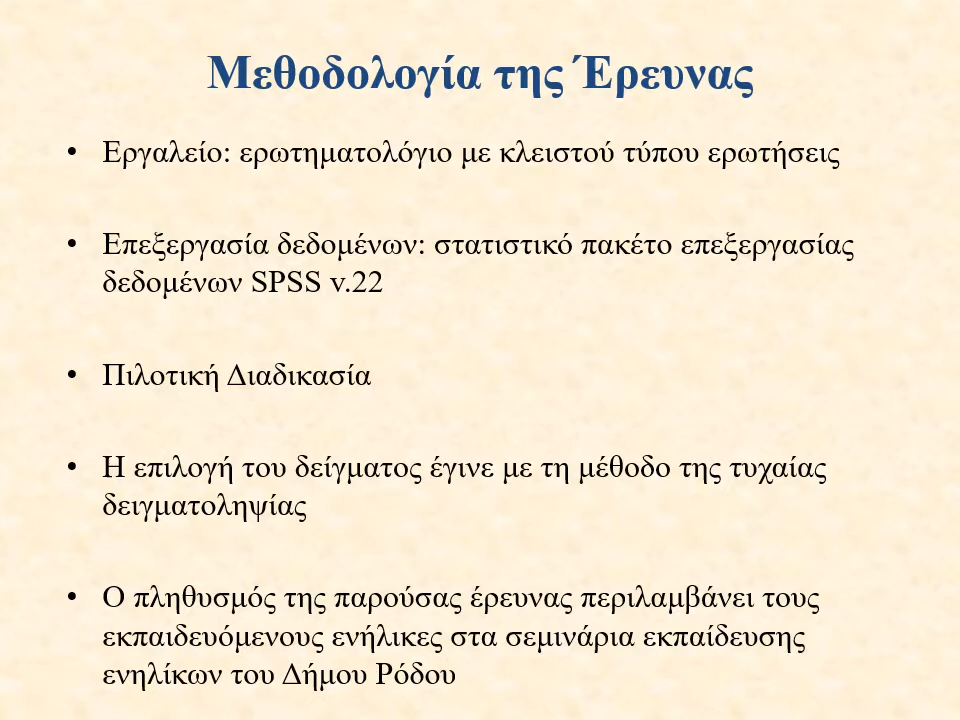 Μεθοδολογία της Έρευνας
• Εργαλείο: ερωτηματολόγιο με κλειστού τύπου ερωτήσεις
• Επεξεργασία δεδομένων: στατιστικό πακέτο επεξεργασίας
δεδομένων SPSS v.22
• Πιλοτική Διαδικασία
• Η επιλογή του δείγματος έγινε με τη μέθοδο της τυχαίας
δειγματοληψίας
• Ο πληθυσμός της παρούσας έρευνας περιλαμβάνει τους
εκπαιδευόμενους ενήλικες στα σεμινάρια εκπαίδευσης
ενηλίκων του Δήμου Ρόδου